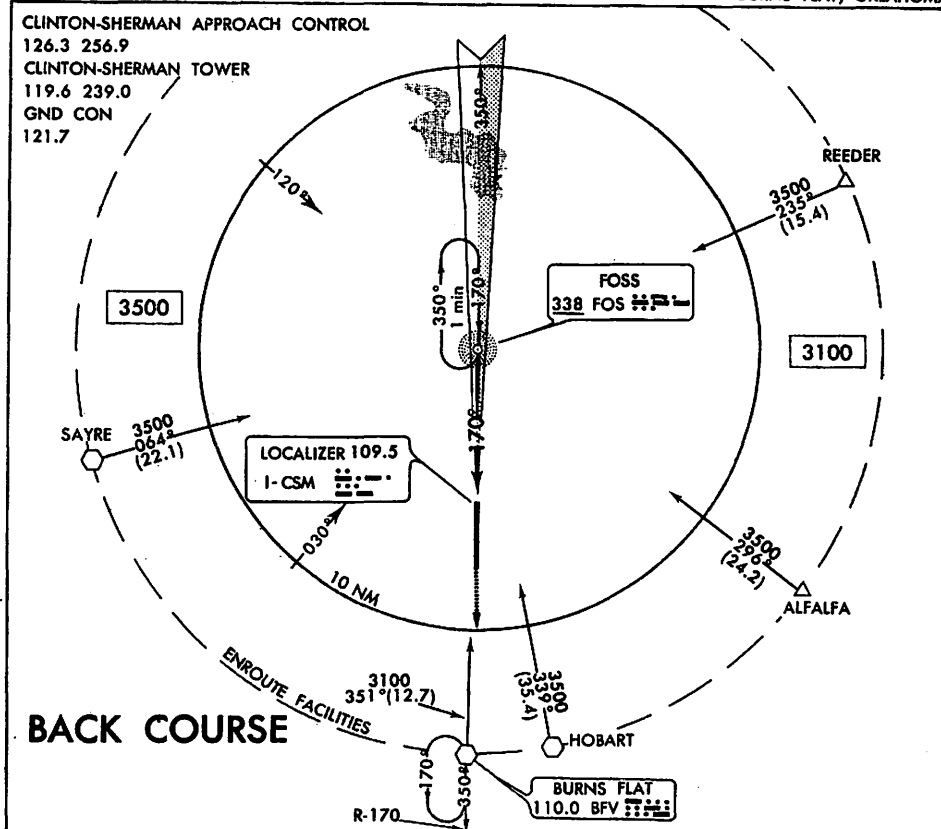 CLINTON-SHERMAN APPROACH CONTROL
126.3 256.9
CLINTON-SHERMAN TOWER
119.6 239.0
GND CON
121.7
350°
120°
REEDER
3500
235°
(15.4)
FOSS
338 FOS
350°
1 min
170°
3500
3100
170°
SAYRE
3500
064°
(22.1)
LOCALIZER 109.5
I-CSM
030°
10 NM
3500
296°
(24.2)
ALFALFA
ENROUTE FACILITIES
3100
351°(12.7)
3500
339°
(35.4)
BACK COURSE
HOBART
170°
350°
BURNS FLAT
110.0 BFV
R-170